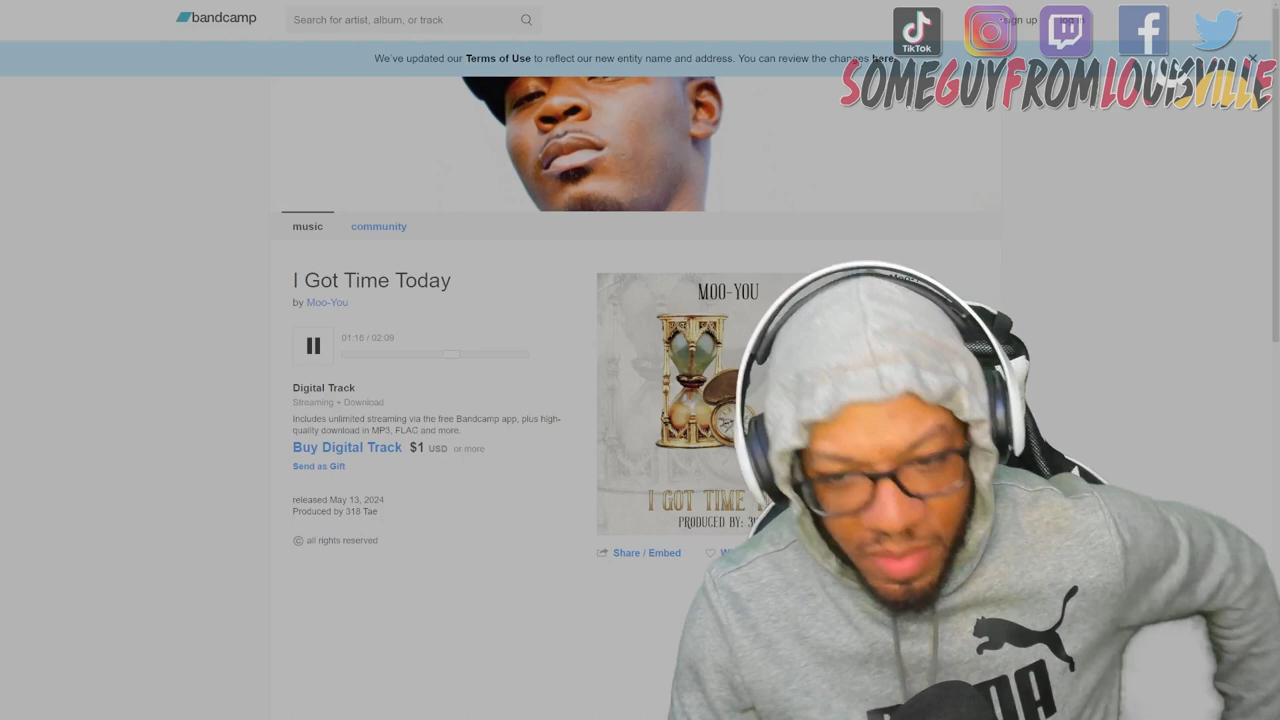 bandcamp
Search for artist, album, or track
sign up
log in
TikTok
We've updated our Terms of Use to reflect our new entity name and address. You can review the changes here.
SOMEGUYFROMLOUISVILLE
music
community
I Got Time Today
by Moo-You
01:16 / 02:09
Digital Track
Streaming + Download
Includes unlimited streaming via the free Bandcamp app, plus high-
quality download in MP3, FLAC and more.
Buy Digital Track $1 USD or more
Send as Gift
released May 13, 2024
Produced by 318 Tae
all rights reserved
MOO-YOU
I GOT TIME
PRODUCED BY:
Share / Embed